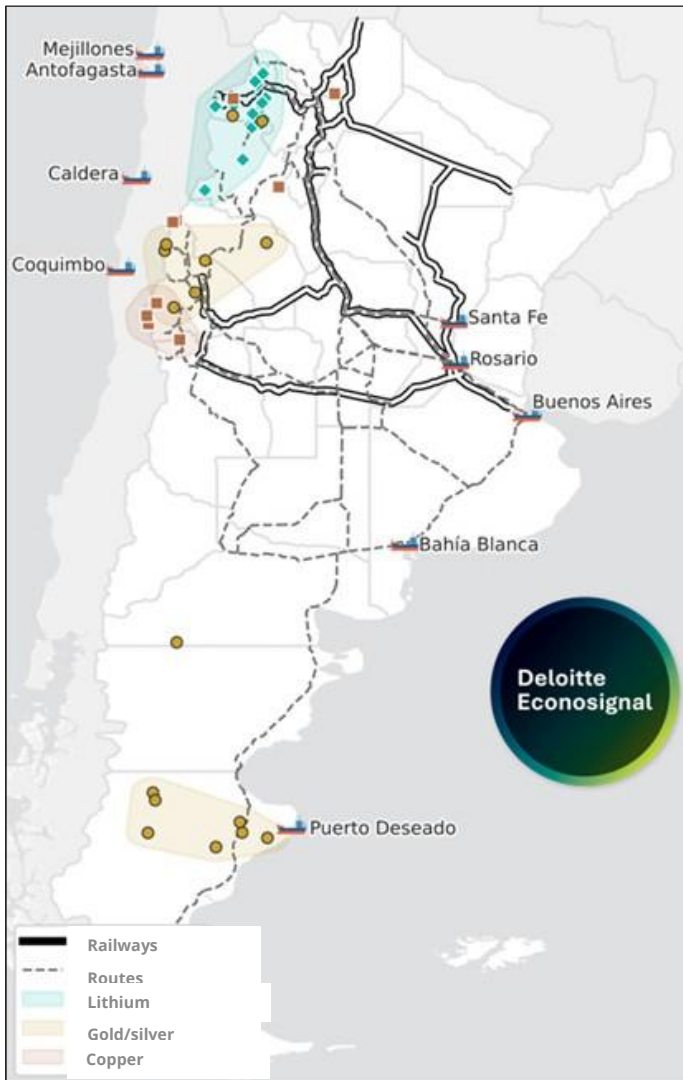 Mejillones
Antofagasta
Caldera
Coquimbo
Santa Fe
Rosario
Buenos Aires
Bahía Blanca
Deloitte
Econosignal
Puerto Deseado
Railways
Routes
Lithium
Gold/silver
Copper